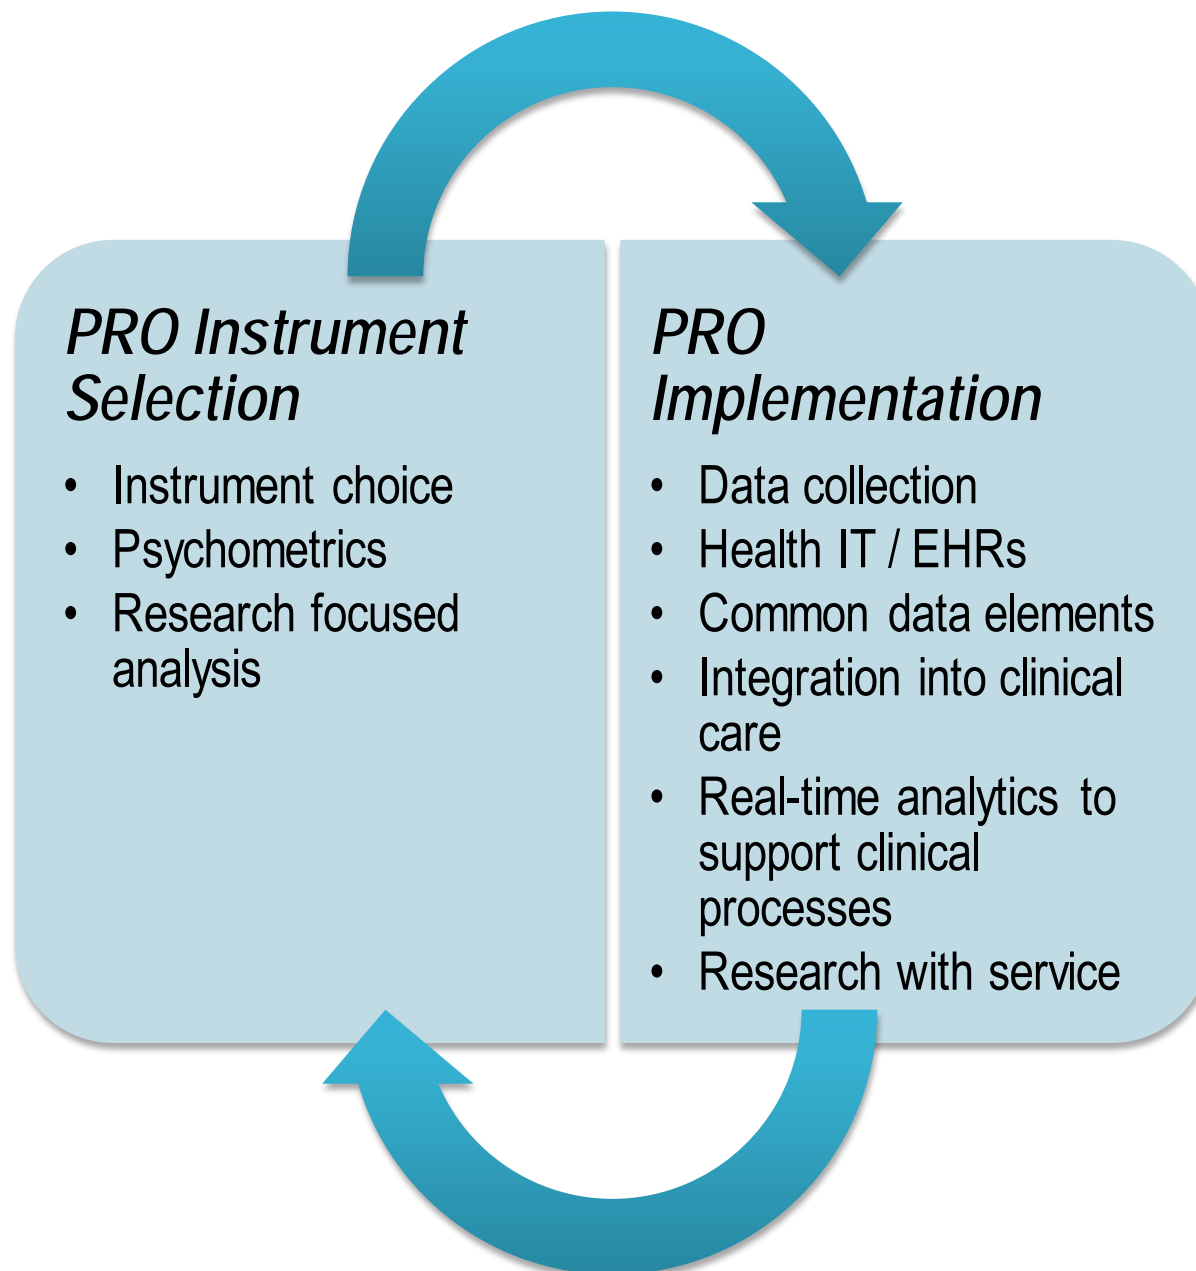 PRO Instrument
Selection
• Instrument choice
• Psychometrics
• Research focused
analysis
PRO
Implementation
• Data collection
• Health IT / EHRs
• Common data elements
• Integration into clinical
care
• Real-time analytics to
support clinical
processes
• Research with service